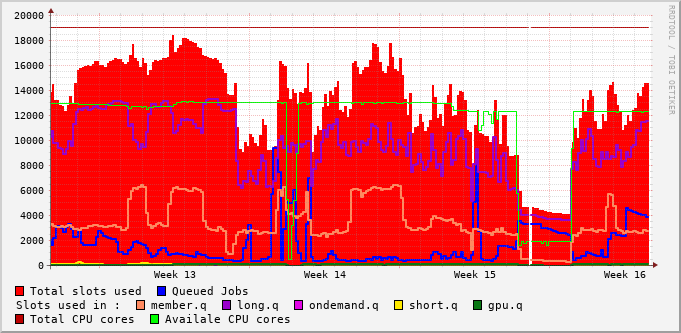 20000
18000
16000
14000
12000
10000
8000
6000
4000
2000
0
Week 13 Week 14 Week 15 Week 16
RRDTOOL / TOBI OETIKER
Total slots used Queued Jobs
Slots used in : member.q long.q ondemand.q short.q gpu.q
Total CPU cores Availale CPU cores